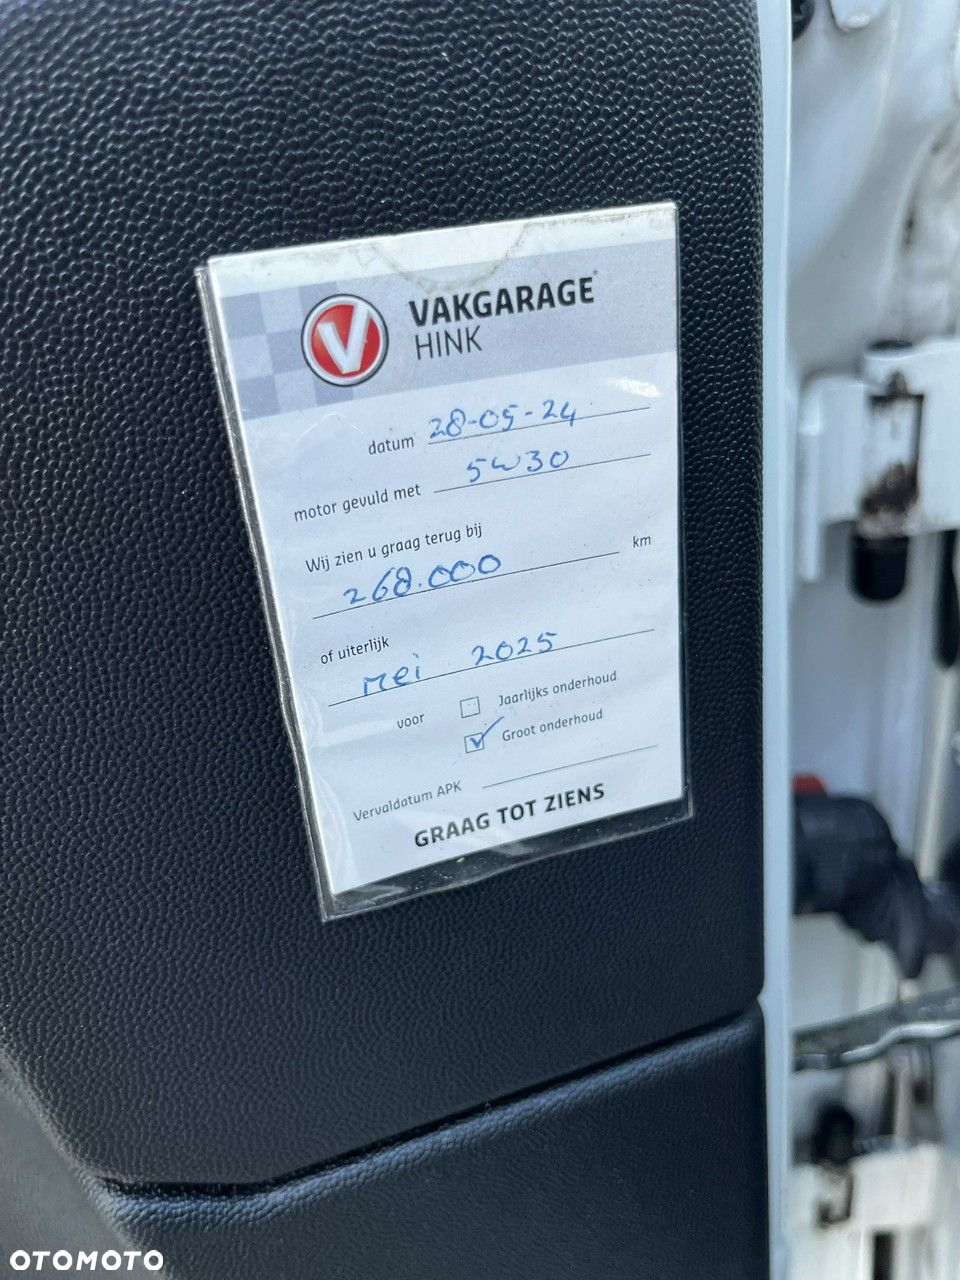 V VAKGARAGE
HINK
datum 28-05-24
motor gevuld met 5W30
Wij zien u graag terug bij
268.000 km
of uiterlijk
mei 2025
voor Jaarlijks onderhoud
Groot onderhoud
Vervaldatum APK
GRAAG TOT ZIENS
OTOMOTO